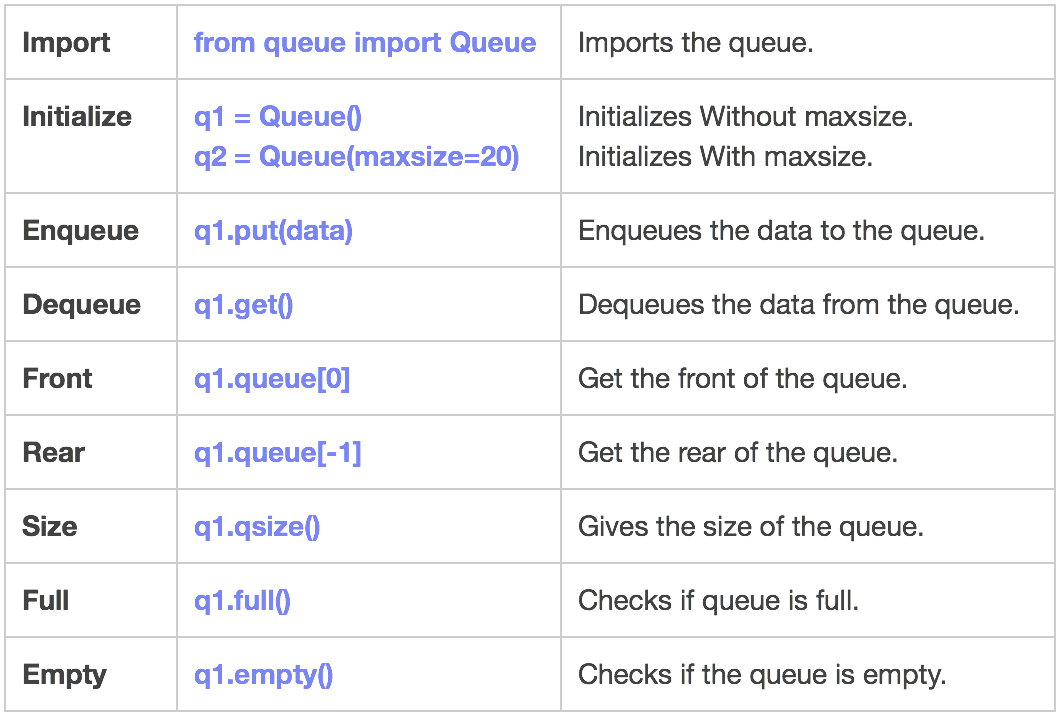 Import from queue import Queue Imports the queue.
Initialize q1 = Queue() Initializes Without maxsize.
q2 = Queue(maxsize=20) Initializes With maxsize.
Enqueue q1.put(data) Enqueues the data to the queue.
Dequeue q1.get() Dequeues the data from the queue.
Front q1.queue[0] Get the front of the queue.
Rear q1.queue[-1] Get the rear of the queue.
Size q1.qsize() Gives the size of the queue.
Full q1.full() Checks if queue is full.
Empty q1.empty() Checks if the queue is empty.